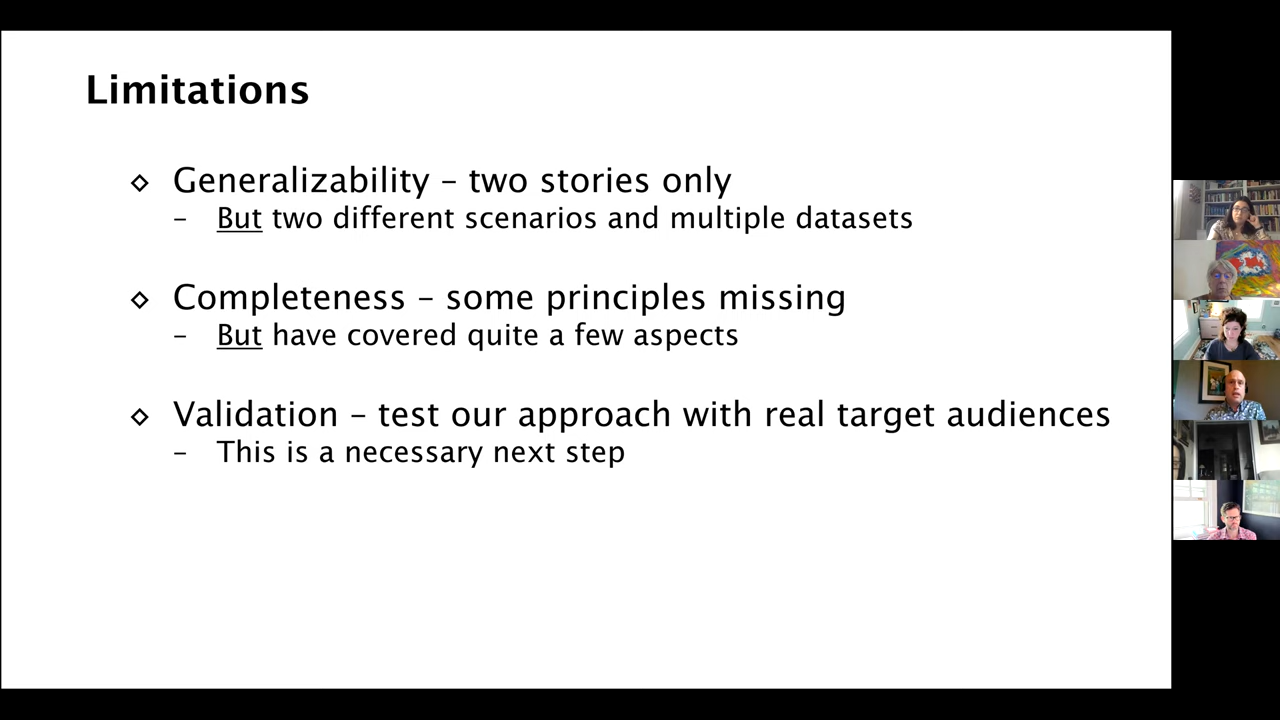 Limitations
◇ Generalizability – two stories only
– But two different scenarios and multiple datasets
◇ Completeness – some principles missing
– But have covered quite a few aspects
◇ Validation – test our approach with real target audiences
– This is a necessary next step